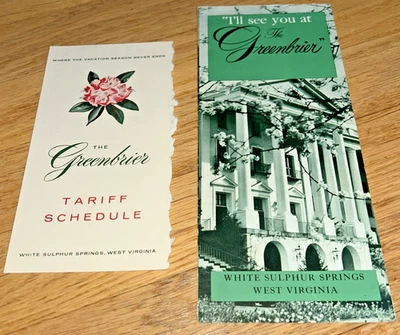 WHERE THE VACATION SEASON NEVER ENDS
THE
Greenbrier
TARIFF
SCHEDULE
WHITE SULPHUR SPRINGS, WEST VIRGINIA
"I'll see you at
The
Greenbrier"
WHITE SULPHUR SPRINGS
WEST VIRGINIA